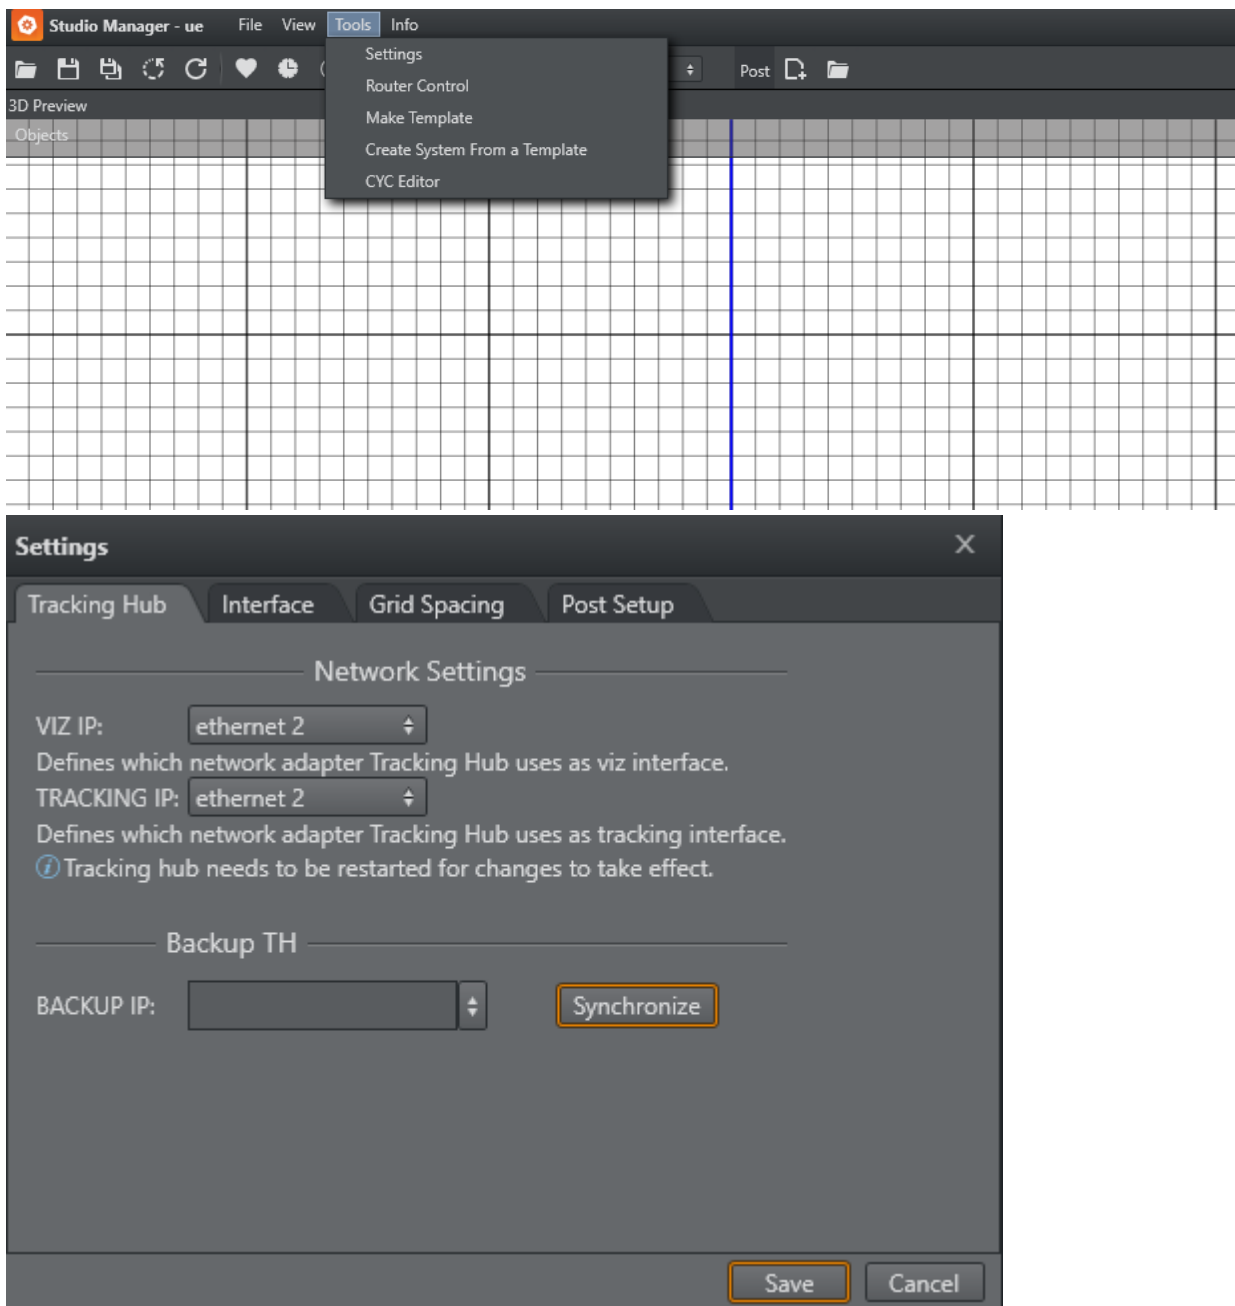 Studio Manager - ue File View Tools Info
Settings
Router Control
Make Template
Create System From a Template
CYC Editor
Post
3D Preview
Objects
Settings
Tracking Hub Interface Grid Spacing Post Setup
Network Settings
VIZ IP: ethernet 2
Defines which network adapter Tracking Hub uses as viz interface.
TRACKING IP: ethernet 2
Defines which network adapter Tracking Hub uses as tracking interface.
Tracking hub needs to be restarted for changes to take effect.
Backup TH
BACKUP IP: Synchronize
Save Cancel